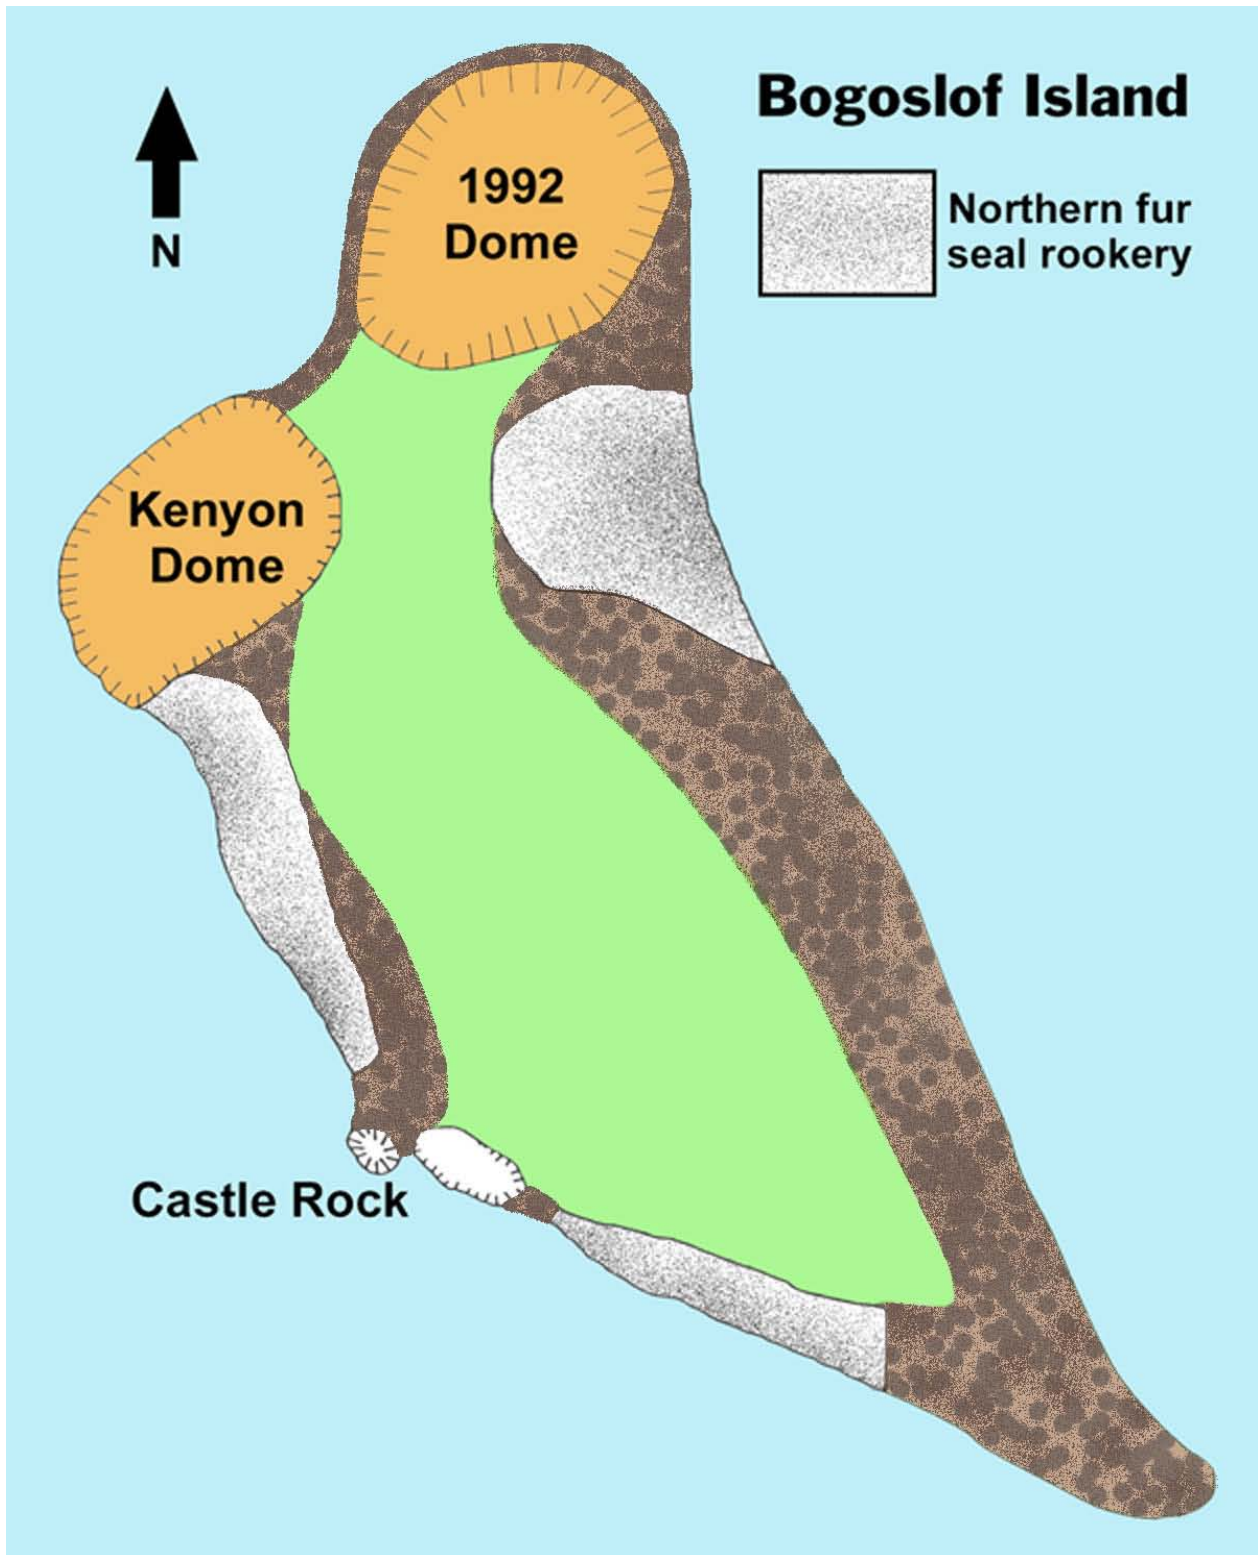 Bogoslof Island
Northern fur
seal rookery
N
1992
Dome
Kenyon
Dome
Castle Rock